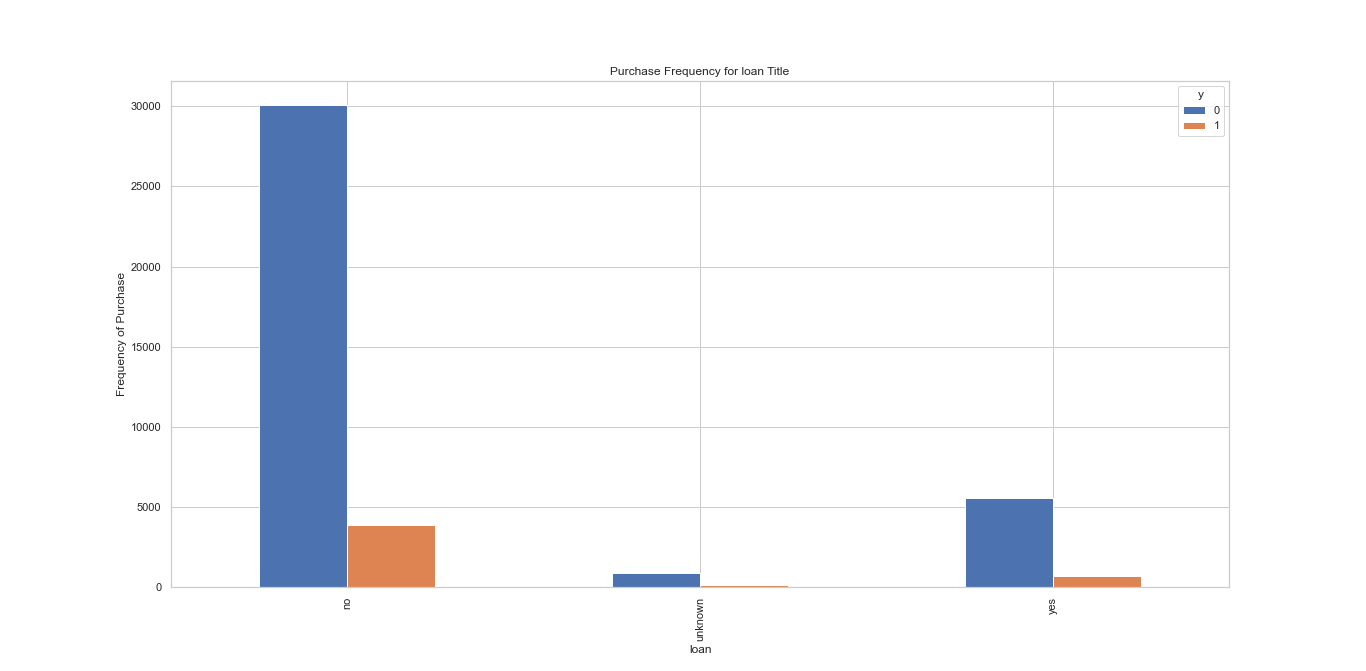 Purchase Frequency for loan Title
y
0
1
30000
25000
20000
15000
10000
5000
0
Frequency of Purchase
no
unknown
yes
loan